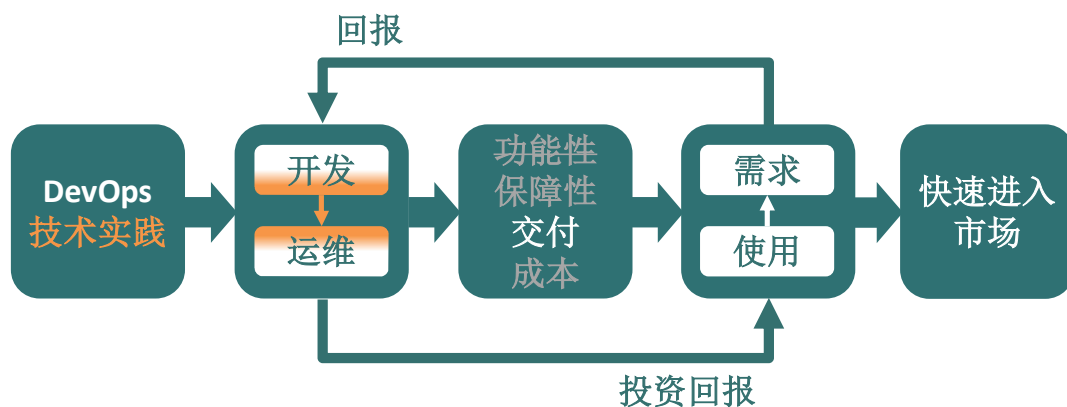 回报
DevOps
技术实践
开发
运维
功能性
保障性
交付
成本
需求
使用
快速进入
市场
投资回报